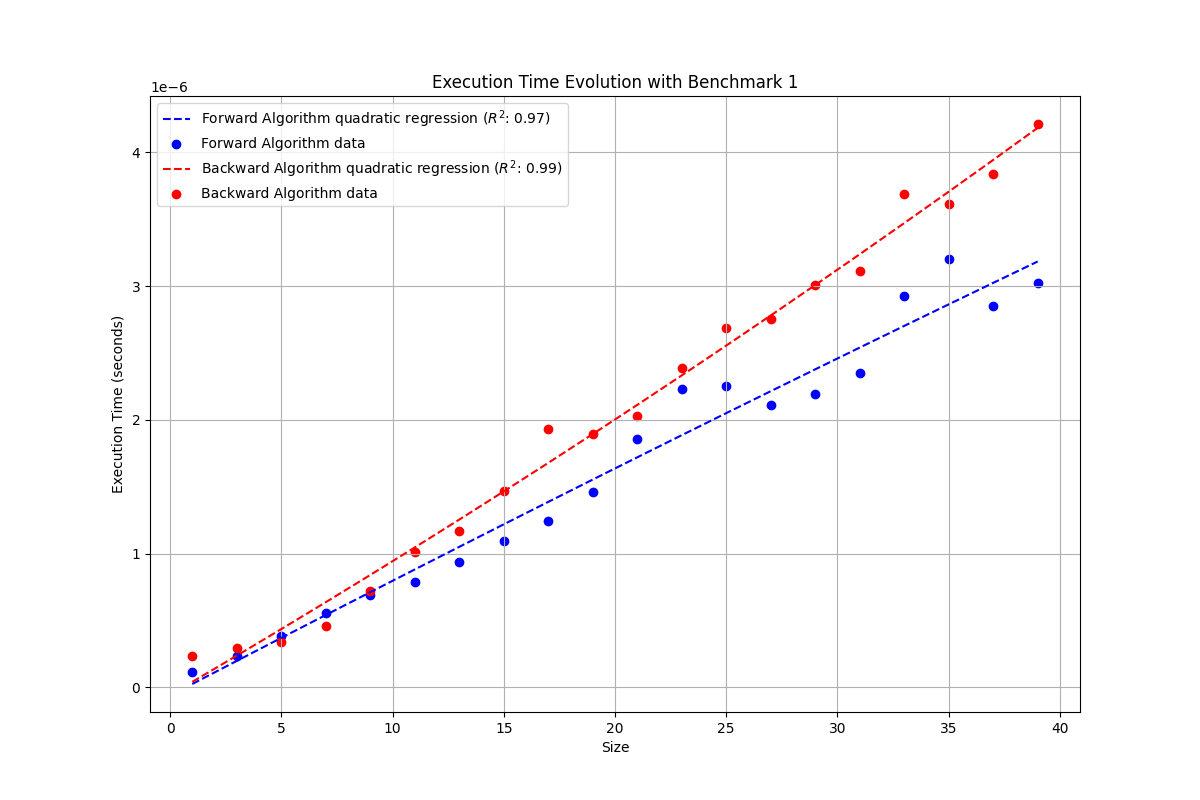 Execution Time Evolution with Benchmark 1
1e−6
Forward Algorithm quadratic regression (R²: 0.97)
Forward Algorithm data
Backward Algorithm quadratic regression (R²: 0.99)
Backward Algorithm data
4
3
2
1
0
Execution Time (seconds)
0 5 10 15 20 25 30 35 40
Size